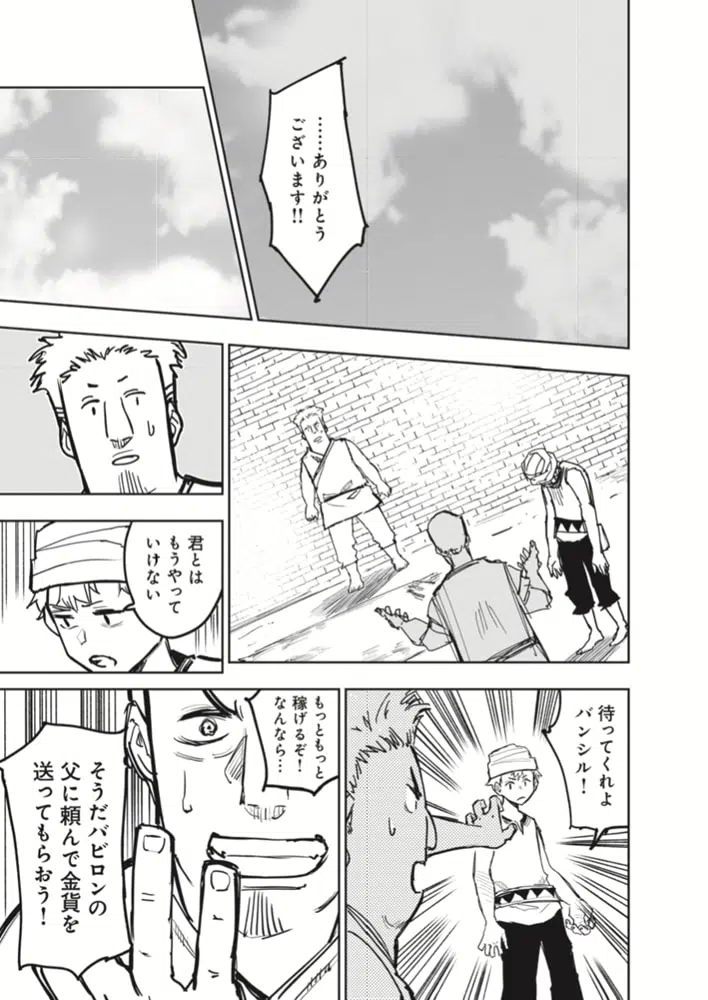 ……ありがとう
ございます!!
君とは
もうやって
いけない
待ってくれよ
バンシル！
もっともっと
稼げるぞ！
なんなら…
そうだバビロンの
父に頼んで金貨を
送ってもらおう！